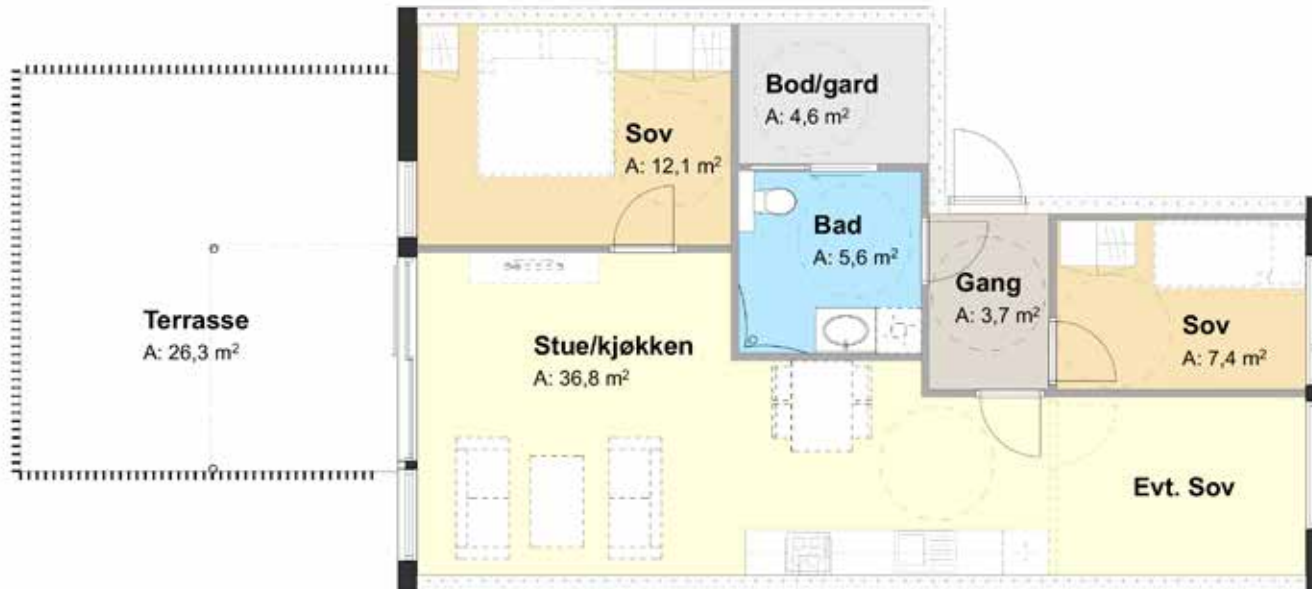 Bod/gard
A: 4,6 m²
Sov
A: 12,1 m²
Bad
A: 5,6 m²
Gang
A: 3,7 m²
Terrasse
A: 26,3 m²
Stue/kjøkken
A: 36,8 m²
Sov
A: 7,4 m²
Evt. Sov